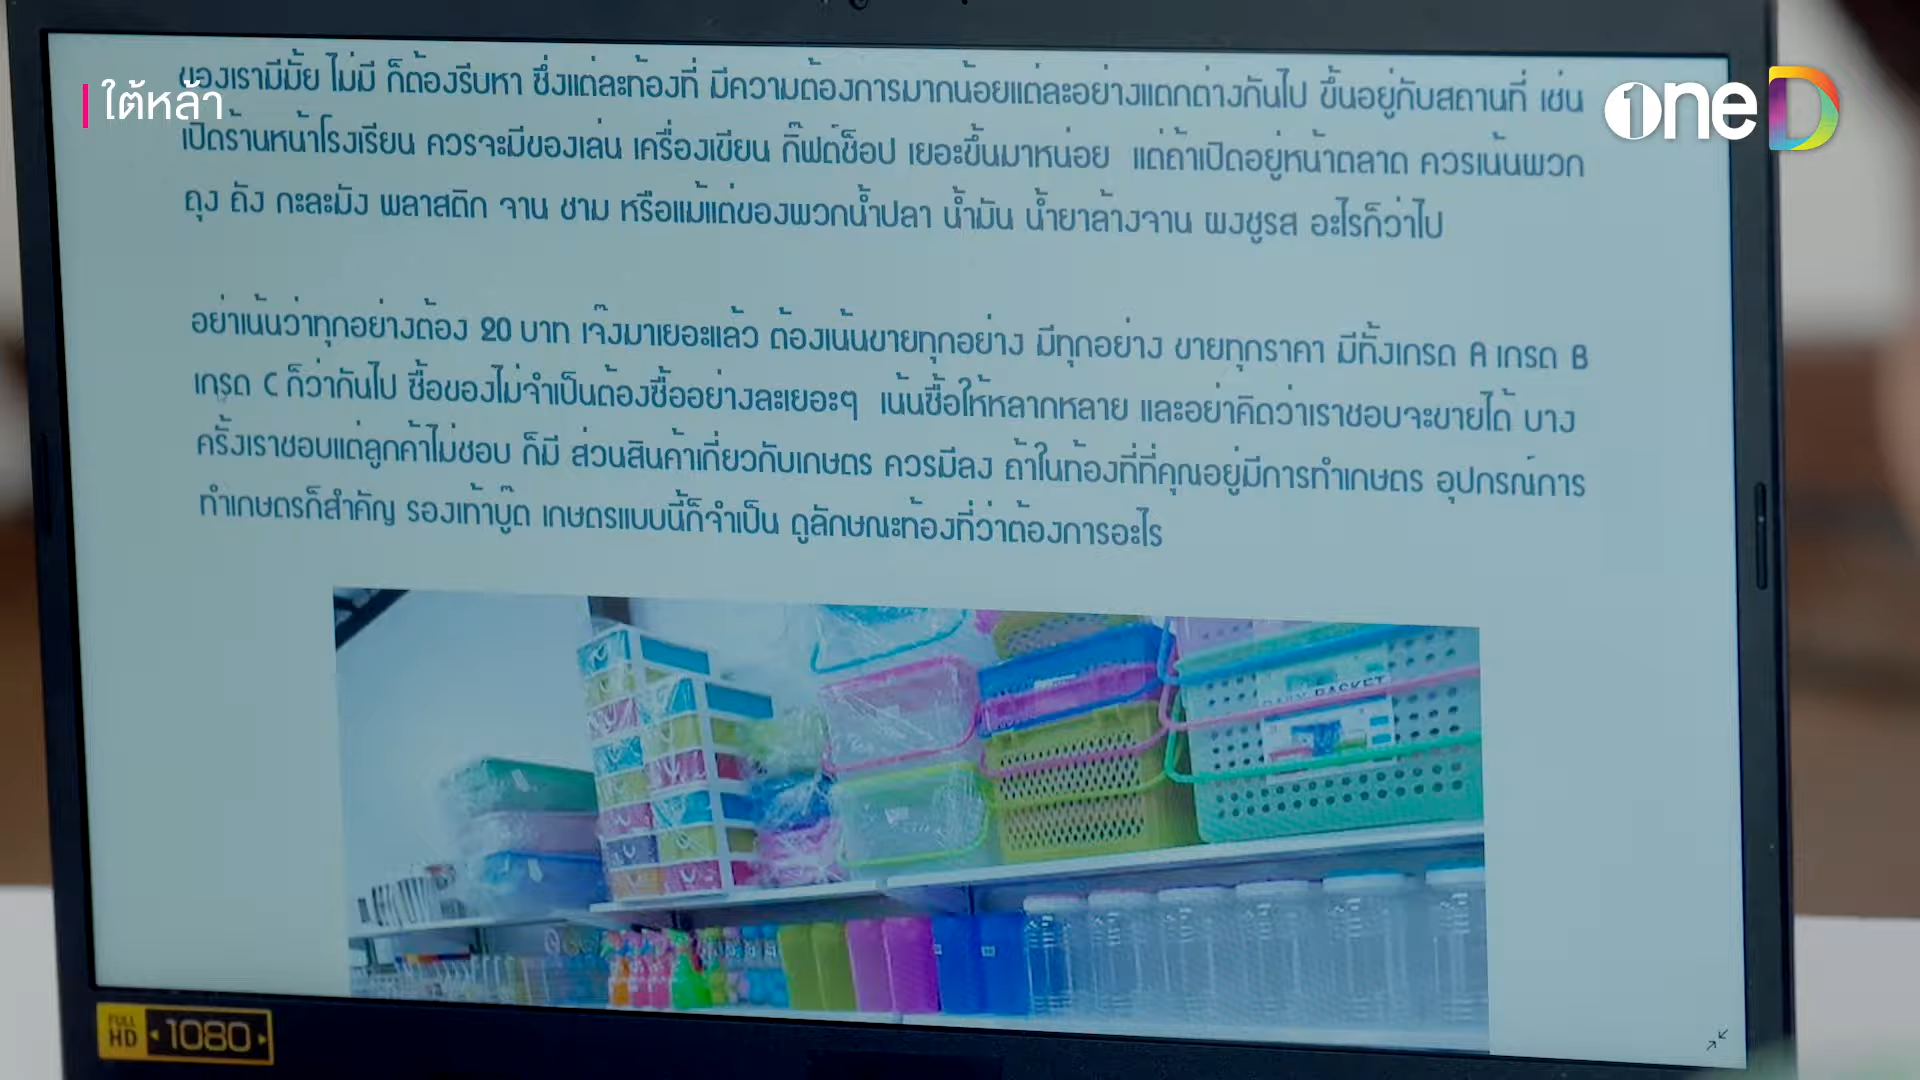 ใต้หล้า
oneD
ของเรามีมั้ย ไม่มี ก็ต้องรีบหา ซึ่งแต่ละท้องที่ มีความต้องการมากน้อยแต่ละอย่างแตกต่างกันไป ขึ้นอยู่กับสถานที่ เช่น
เปิดร้านหน้าโรงเรียน ควรจะมีของเล่น เครื่องเขียน กิ๊ฟต์ช็อป เยอะขึ้นมาหน่อย แต่ถ้าเปิดอยู่หน้าตลาด ควรเน้นพวก
ถุง ถัง กะละมัง พลาสติก จาน ชาม หรือแม้แต่ของพวกน้ำปลา น้ำมัน น้ำยาล้างจาน ผงชูรส อะไรก็ว่าไป
อย่าเน้นว่าทุกอย่างต้อง 20 บาท เจ๊งมาเยอะแล้ว ต้องเน้นขายทุกอย่าง มีทุกอย่าง ขายทุกราคา มีทั้งเกรด A เกรด B
เกรด C ก็ว่ากันไป ซื้อของไม่จำเป็นต้องซื้ออย่างละเยอะๆ เน้นซื้อให้หลากหลาย และอย่าคิดว่าเราชอบจะขายได้ บาง
ครั้งเราชอบแต่ลูกค้าไม่ชอบ ก็มี ส่วนสินค้าเกี่ยวกับเกษตร ควรมีลง ถ้าในท้องที่ที่คุณอยู่มีการทำเกษตร อุปกรณ์การ
ทำเกษตรก็สำคัญ รองเท้าบู๊ต เกษตรแบบนี้ก็จำเป็น ดูลักษณะท้องที่ว่าต้องการอะไร
BASKET
FULL HD 1080